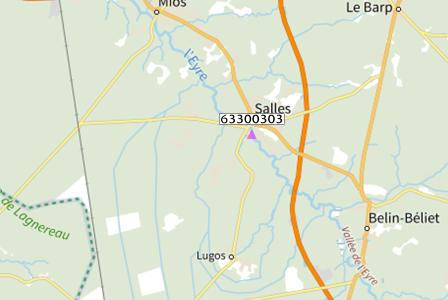 Mios
Le Barp
l'Eyre
Salles
63300303
de Lagnereau
Belin-Béliet
Vallée de l'Eyre
Lugos